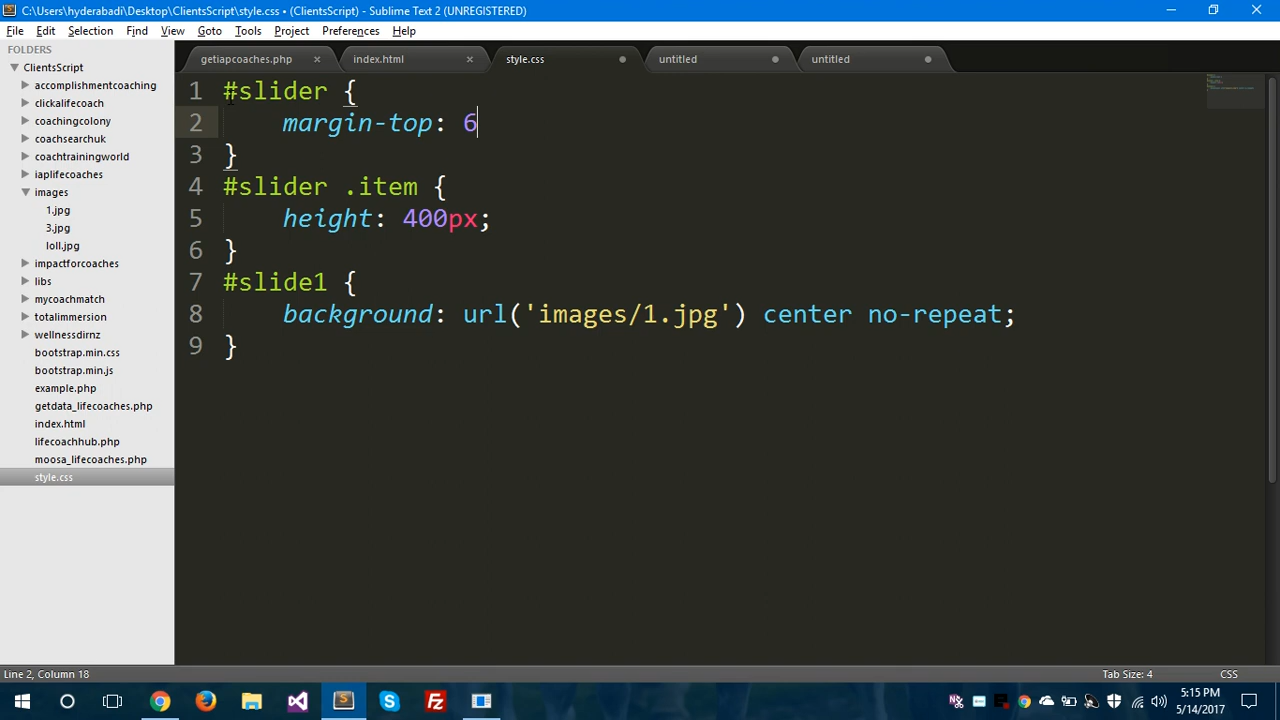 C:\Users\hyderabadi\Desktop\ClientsScript\style.css • (ClientsScript) - Sublime Text 2 (UNREGISTERED)
File Edit Selection Find View Goto Tools Project Preferences Help
FOLDERS
ClientsScript
accomplishmentcoaching
clickalifecoach
coachingcolony
coachsearchuk
coachtrainingworld
iaplifecoaches
images
1.jpg
3.jpg
loll.jpg
impactforcoaches
libs
mycoachmatch
totalimmersion
wellnessdirnz
bootstrap.min.css
bootstrap.min.js
example.php
getdata_lifecoaches.php
index.html
lifecoachhub.php
moosa_lifecoaches.php
style.css
getiapcoaches.php × index.html × style.css • untitled • untitled •
1 #slider {
2 margin-top: 6
3 }
4 #slider .item {
5 height: 400px;
6 }
7 #slide1 {
8 background: url('images/1.jpg') center no-repeat;
9 }
Line 2, Column 18 Tab Size: 4 CSS
5:15 PM
5/14/2017